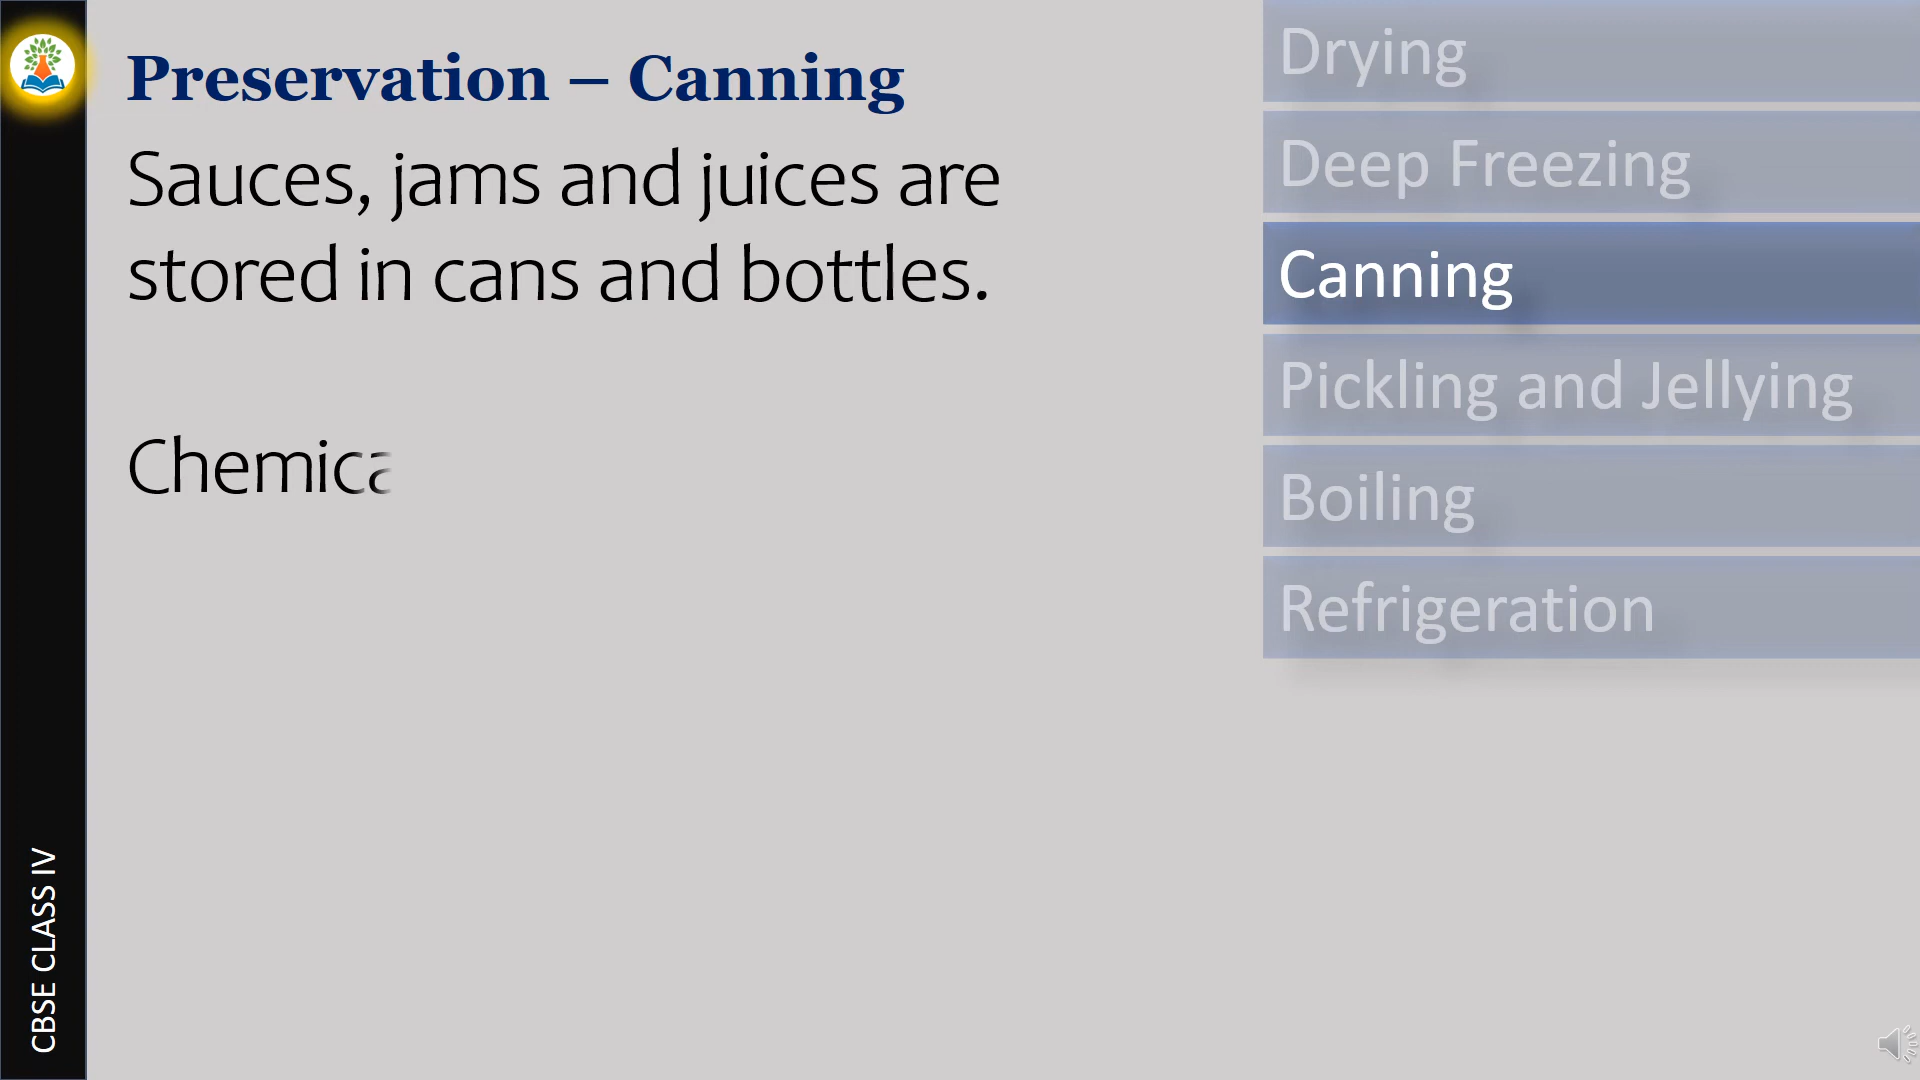 Preservation – Canning
Sauces, jams and juices are
stored in cans and bottles.
Chemica
Drying
Deep Freezing
Canning
Pickling and Jellying
Boiling
Refrigeration
CBSE CLASS IV